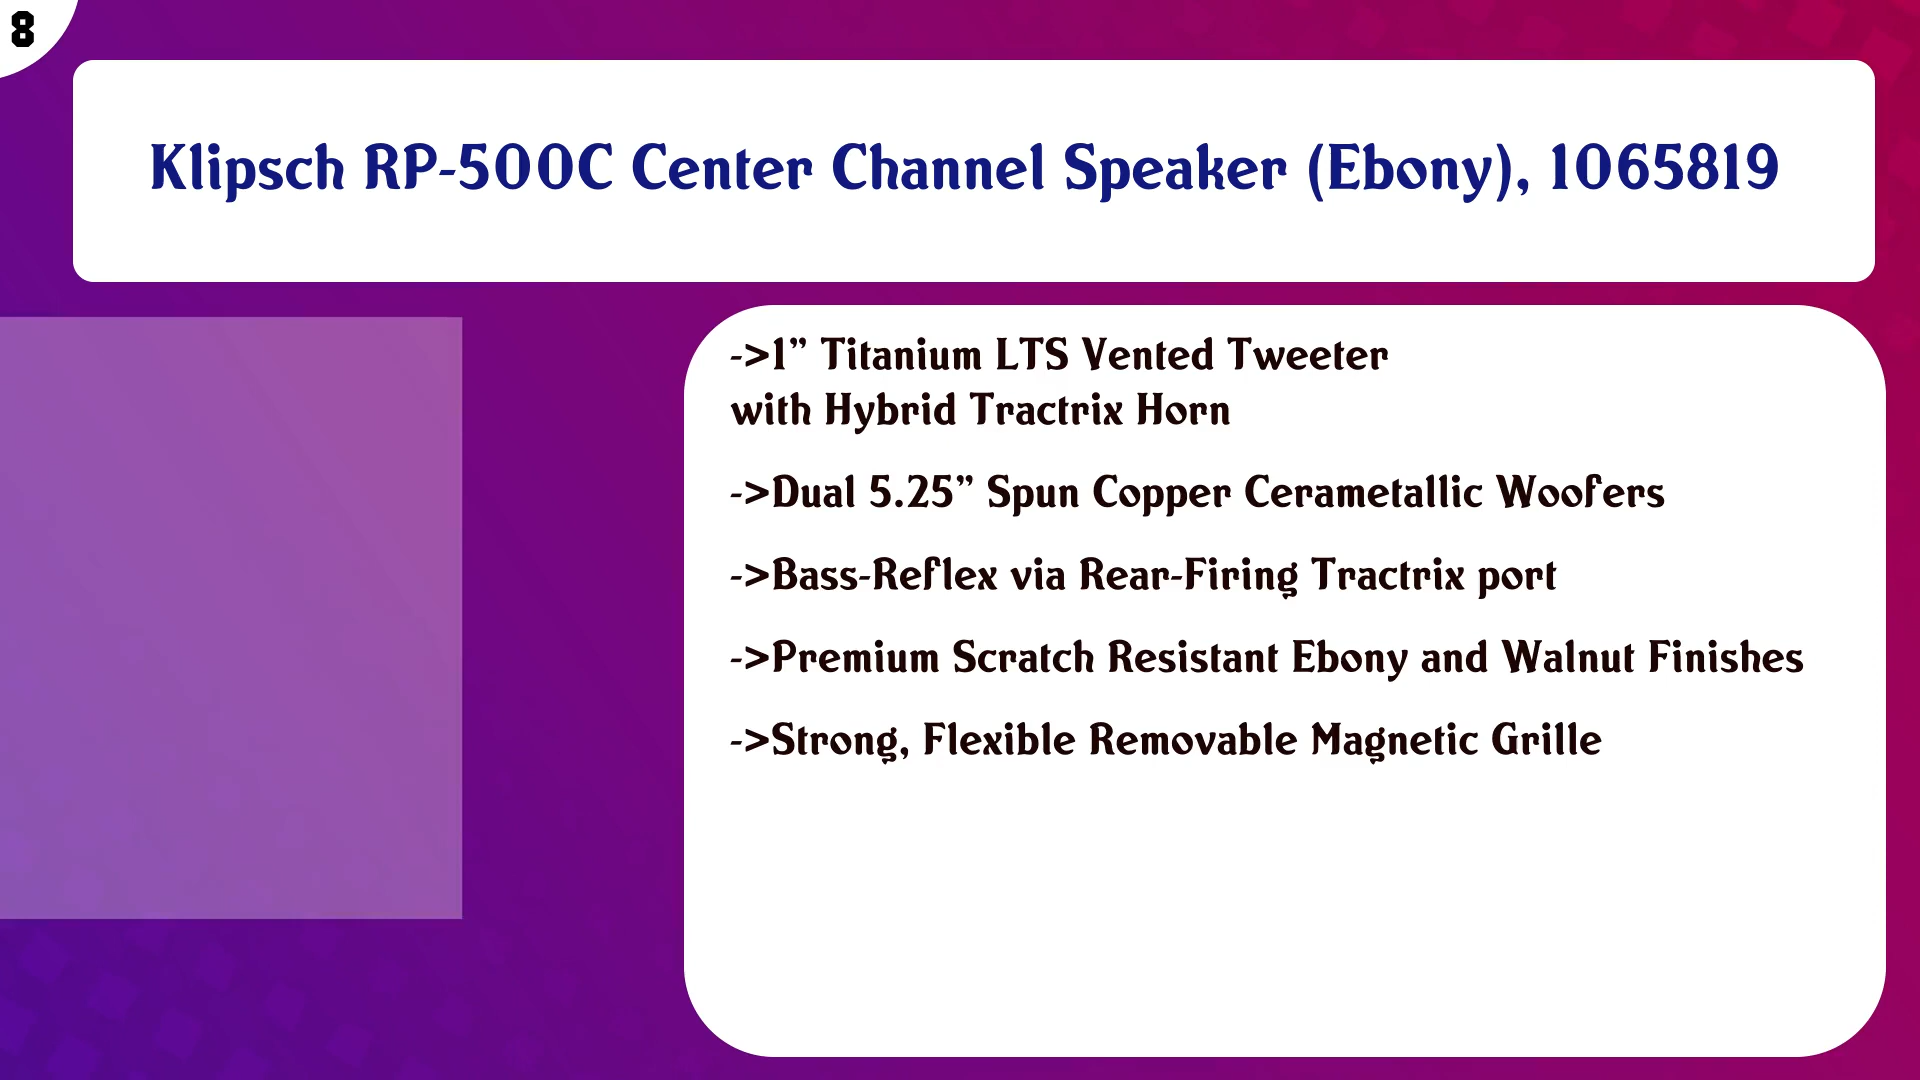 8
Klipsch RP-500C Center Channel Speaker (Ebony), 1065819
->1” Titanium LTS Vented Tweeter
with Hybrid Tractrix Horn
->Dual 5.25” Spun Copper Cerametallic Woofers
->Bass-Reflex via Rear-Firing Tractrix port
->Premium Scratch Resistant Ebony and Walnut Finishes
->Strong, Flexible Removable Magnetic Grille